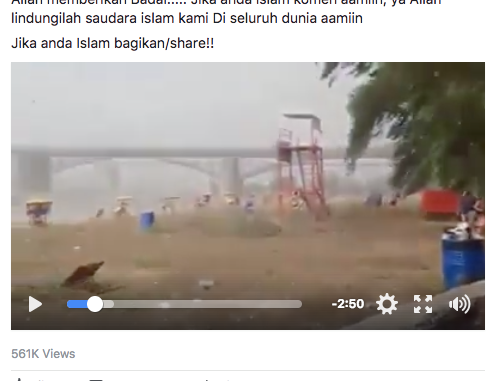 Allah memberikan Badai..... Jika anda Islam komen aamiin, ya Allah
lindungilah saudara islam kami Di seluruh dunia aamiin
Jika anda Islam bagikan/share!!
-2:50
561K Views